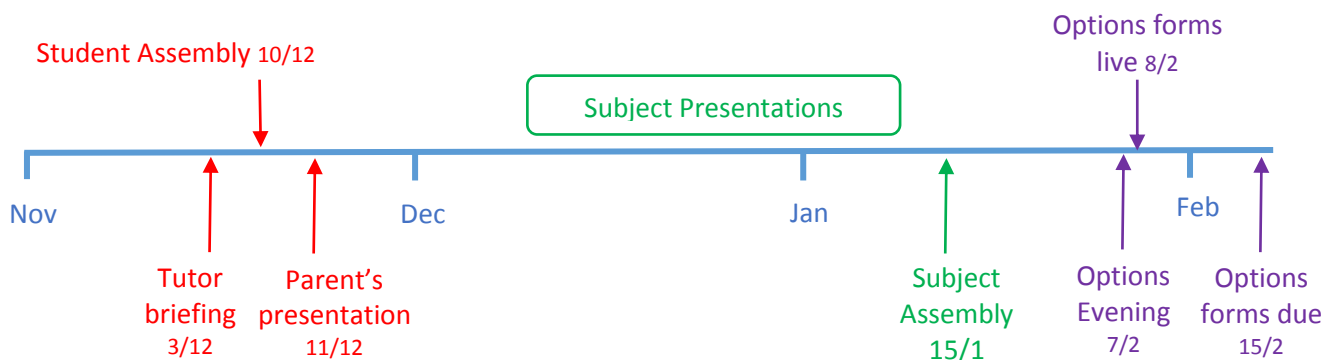 Student Assembly 10/12
Options forms
live 8/2
Subject Presentations
Nov
Dec
Jan
Feb
Tutor
briefing
3/12
Parent's
presentation
11/12
Subject
Assembly
15/1
Options
Evening
7/2
Options
forms due
15/2